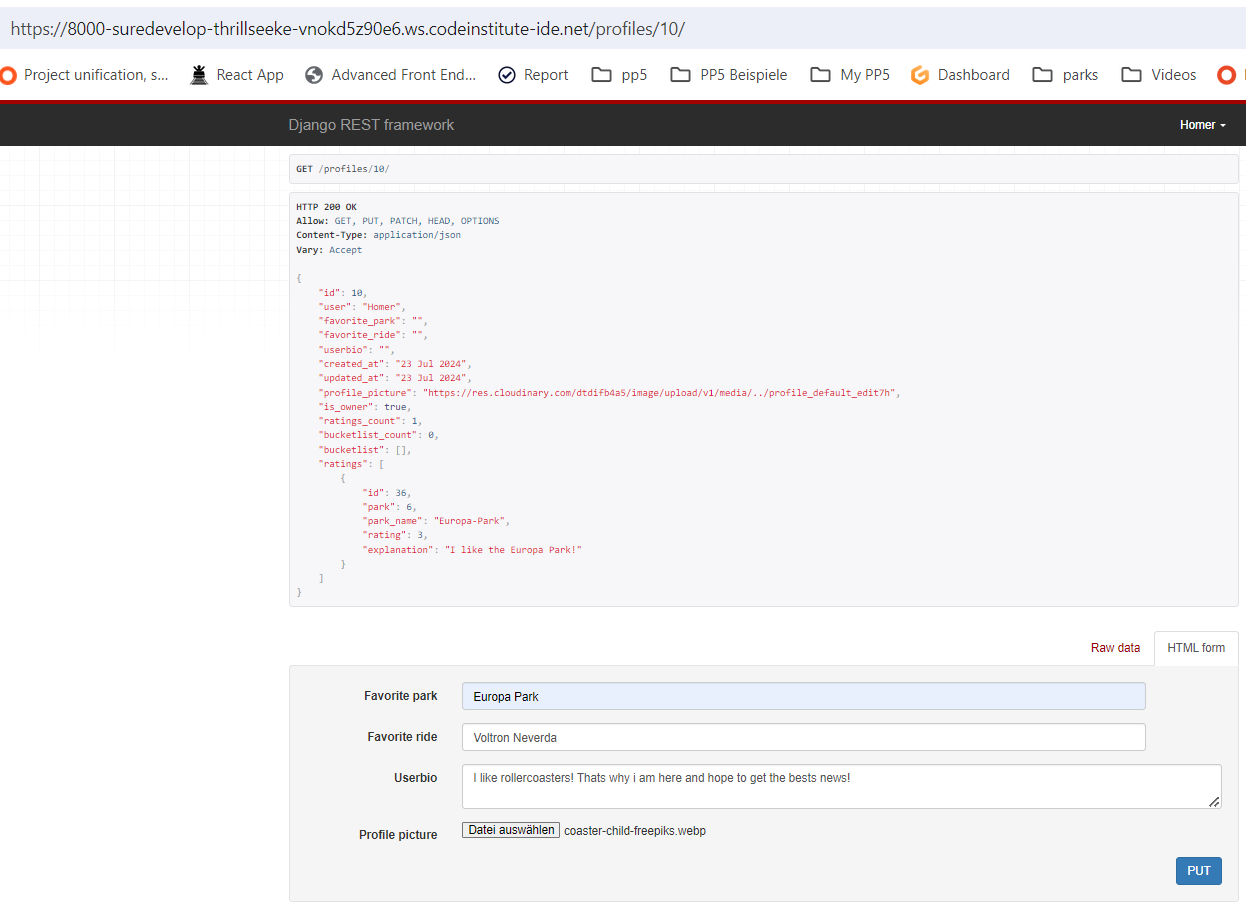 https://8000-suredevelop-thrillseeke-vnokd5z90e6.ws.codeinstitute-ide.net/profiles/10/
Project unification, s... React App Advanced Front End... Report pp5 PP5 Beispiele My PP5 Dashboard parks Videos
Django REST framework Homer
GET /profiles/10/
HTTP 200 OK
Allow: GET, PUT, PATCH, HEAD, OPTIONS
Content-Type: application/json
Vary: Accept
{
"id": 10,
"user": "Homer",
"favorite_park": "",
"favorite_ride": "",
"userbio": "",
"created_at": "23 Jul 2024",
"updated_at": "23 Jul 2024",
"profile_picture": "https://res.cloudinary.com/dtdifb4a5/image/upload/v1/media/../profile_default_edit7h",
"is_owner": true,
"ratings_count": 1,
"bucketlist_count": 0,
"bucketlist": [],
"ratings": [
{
"id": 36,
"park": 6,
"park_name": "Europa-Park",
"rating": 3,
"explanation": "I like the Europa Park!"
}
]
}
Raw data HTML form
Favorite park Europa Park
Favorite ride Voltron Neverda
Userbio I like rollercoasters! Thats why i am here and hope to get the bests news!
Profile picture Datei auswählen coaster-child-freepiks.webp
PUT